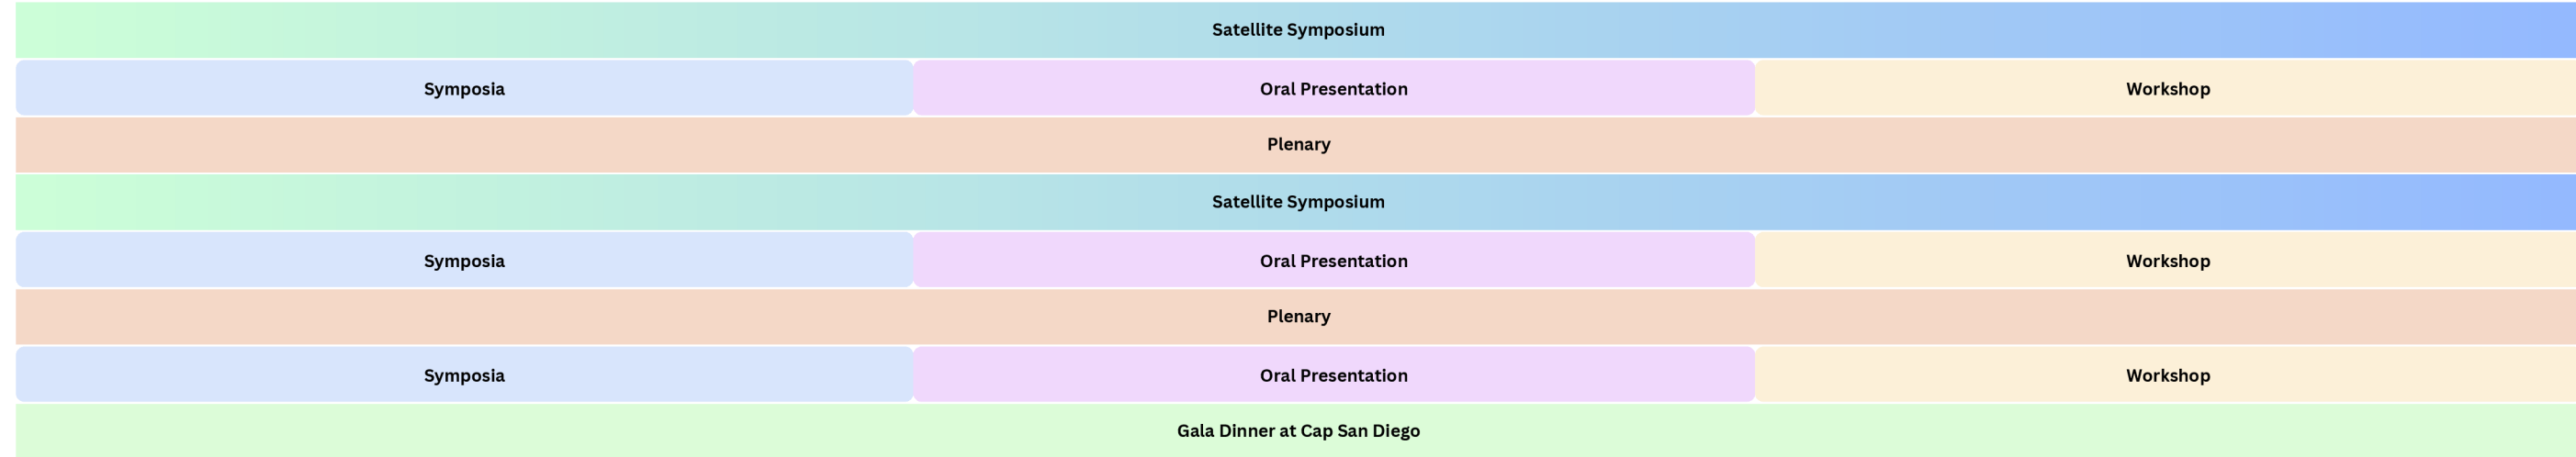 Satellite Symposium
Symposia Oral Presentation Workshop
Plenary
Satellite Symposium
Symposia Oral Presentation Workshop
Plenary
Symposia Oral Presentation Workshop
Gala Dinner at Cap San Diego